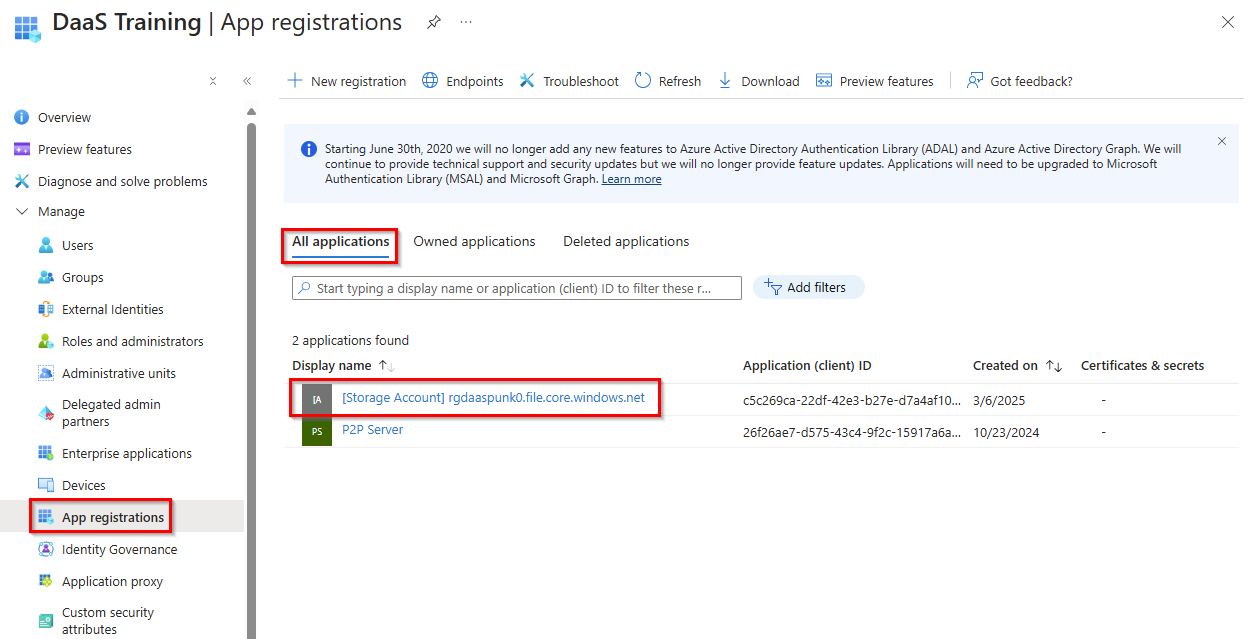 DaaS Training | App registrations
New registration
Endpoints
Troubleshoot
Refresh
Download
Preview features
Got feedback?
Overview
Preview features
Diagnose and solve problems
Manage
Users
Groups
External Identities
Roles and administrators
Administrative units
Delegated admin
partners
Enterprise applications
Devices
App registrations
Identity Governance
Application proxy
Custom security
attributes
Starting June 30th, 2020 we will no longer add any new features to Azure Active Directory Authentication Library (ADAL) and Azure Active Directory Graph. We will
continue to provide technical support and security updates but we will no longer provide feature updates. Applications will need to be upgraded to Microsoft
Authentication Library (MSAL) and Microsoft Graph. Learn more
All applications
Owned applications
Deleted applications
Start typing a display name or application (client) ID to filter these r...
Add filters
2 applications found
Display name
Application (client) ID
Created on
Certificates & secrets
[A
[Storage Account] rgdaaspunk0.file.core.windows.net
c5c269ca-22df-42e3-b27e-d7a4af10...
3/6/2025
-
PS
P2P Server
26f26ae7-d575-43c4-9f2c-15917a6a...
10/23/2024
-